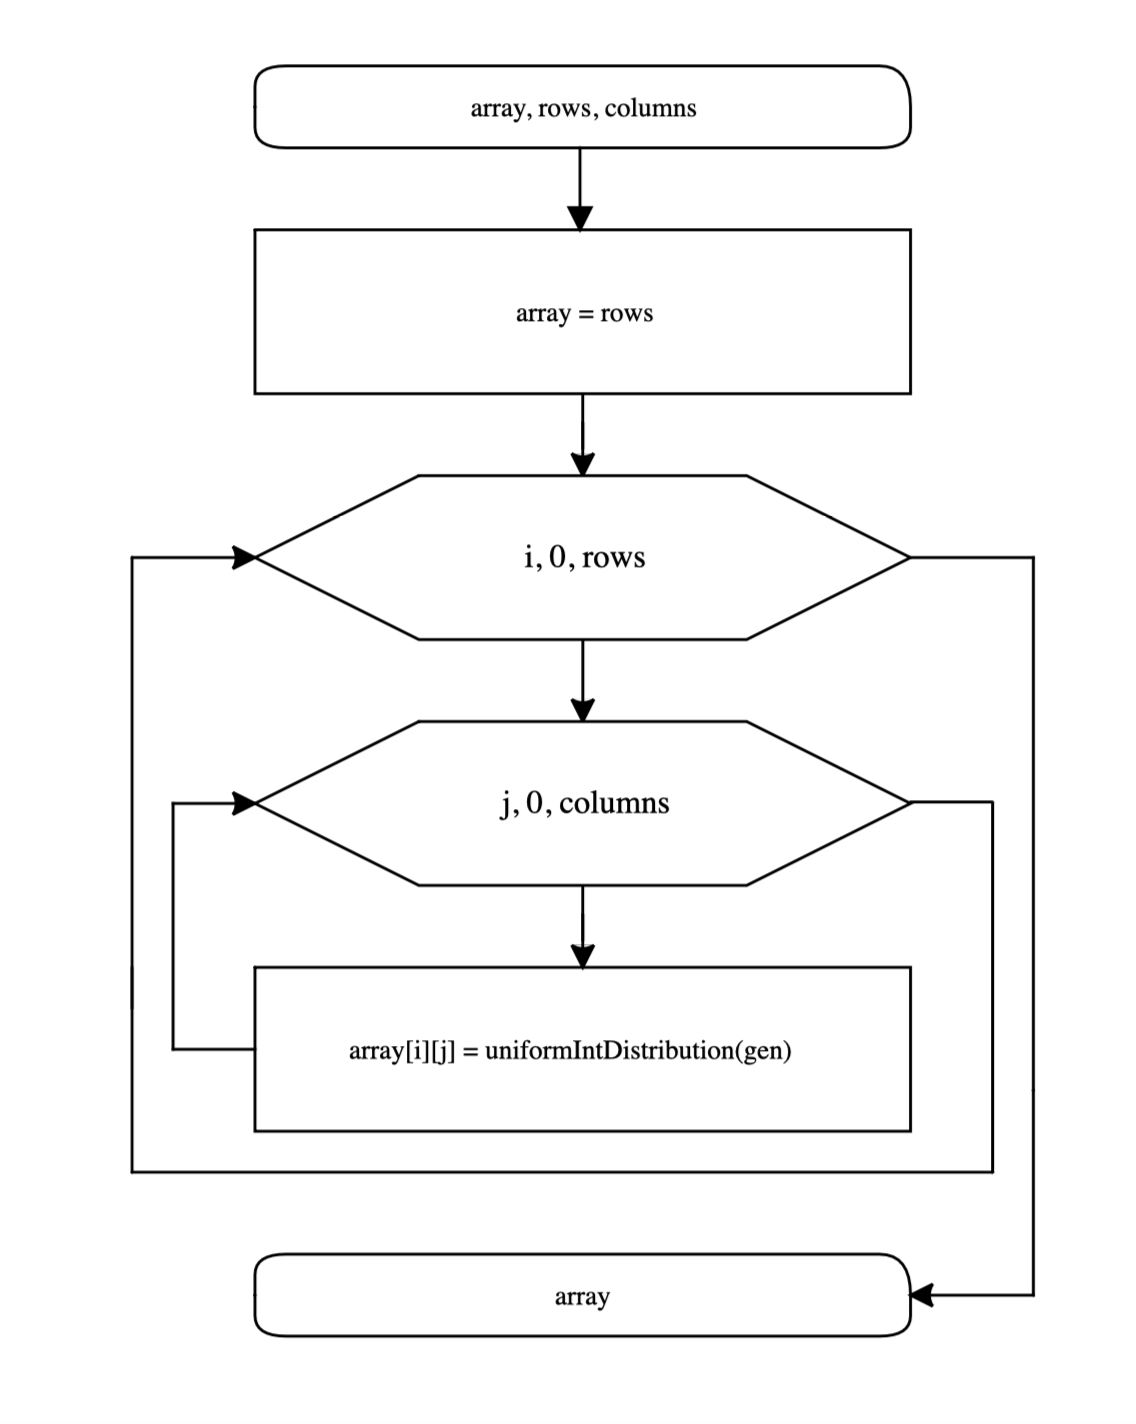 array, rows, columns
array = rows
i, 0, rows
j, 0, columns
array[i][j] = uniformIntDistribution(gen)
array